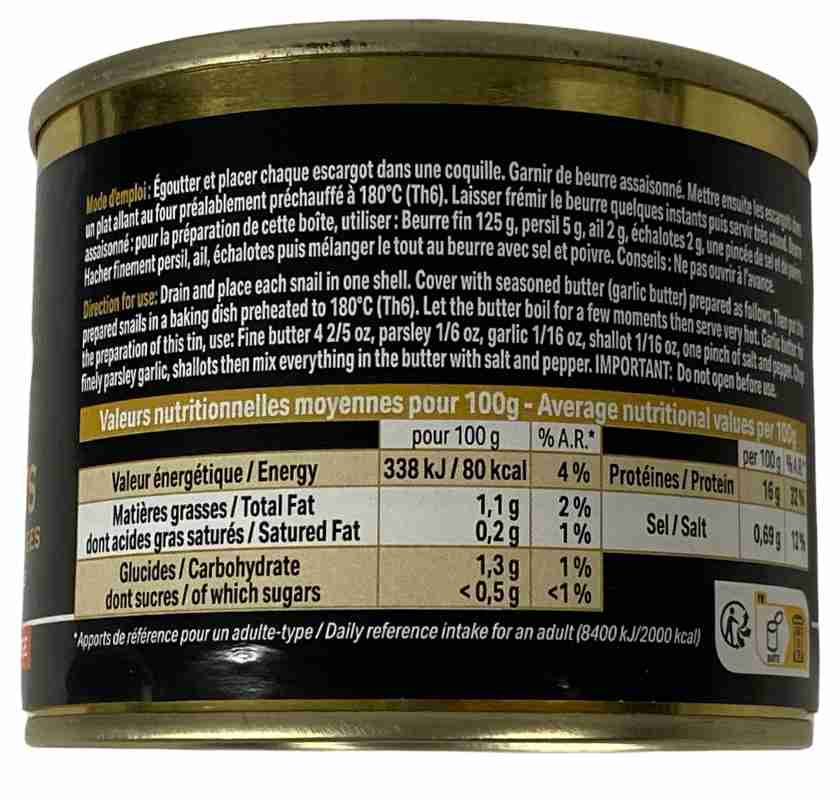 Mode d'emploi : Égoutter et placer chaque escargot dans une coquille. Garnir de beurre assaisonné. Mettre ensuite les escargots dans
un plat allant au four préalablement préchauffé à 180°C (Th6). Laisser frémir le beurre quelques instants puis servir très chaud. Beurre
assaisonné : pour la préparation de cette boîte, utiliser : Beurre fin 125 g, persil 5 g, ail 2 g, échalotes 2 g, une pincée de sel et de poivre.
Hacher finement persil, ail, échalotes puis mélanger le tout au beurre avec sel et poivre. Conseils : Ne pas ouvrir à l'avance.
Direction for use: Drain and place each snail in one shell. Cover with seasoned butter (garlic butter) prepared as follows. Then put the
prepared snails in a baking dish preheated to 180°C (Th6). Let the butter boil for a few moments then serve very hot. Garlic butter: for
the preparation of this tin, use: Fine butter 4 2/5 oz, parsley 1/6 oz, garlic 1/16 oz, shallot 1/16 oz, one pinch of salt and pepper. Chop
finely parsley garlic, shallots then mix everything in the butter with salt and pepper. IMPORTANT: Do not open before use.
Valeurs nutritionnelles moyennes pour 100g - Average nutritional values per 100g
pour 100 g % A.R.* per 100g %A.R.*
Valeur énergétique / Energy 338 kJ / 80 kcal 4 % Protéines / Protein 16 g 32%
Matières grasses / Total Fat 1,1 g 2 %
dont acides gras saturés / Satured Fat 0,2 g 1 % Sel / Salt 0,69 g 12%
Glucides / Carbohydrate 1,3 g 1 %
dont sucres / of which sugars < 0,5 g <1 %
*Apports de référence pour un adulte-type / Daily reference intake for an adult (8400 kJ/2000 kcal)
FR
BOÎTE